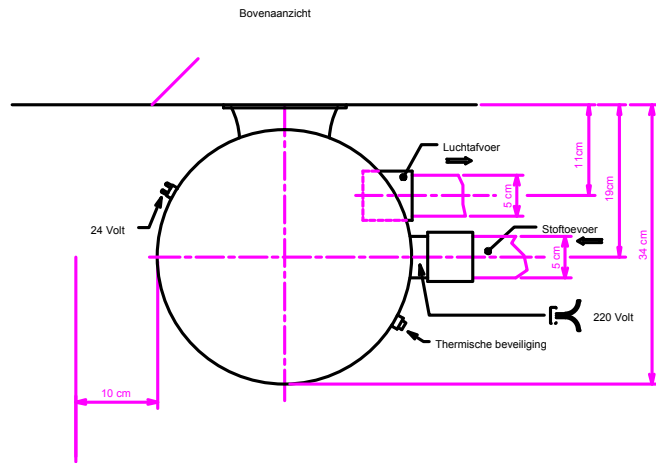 Bovenaanzicht
Luchtafvoer
11cm
19cm
5 cm
34 cm
24 Volt
Stoftoevoer
5 cm
220 Volt
Thermische beveiliging
10 cm